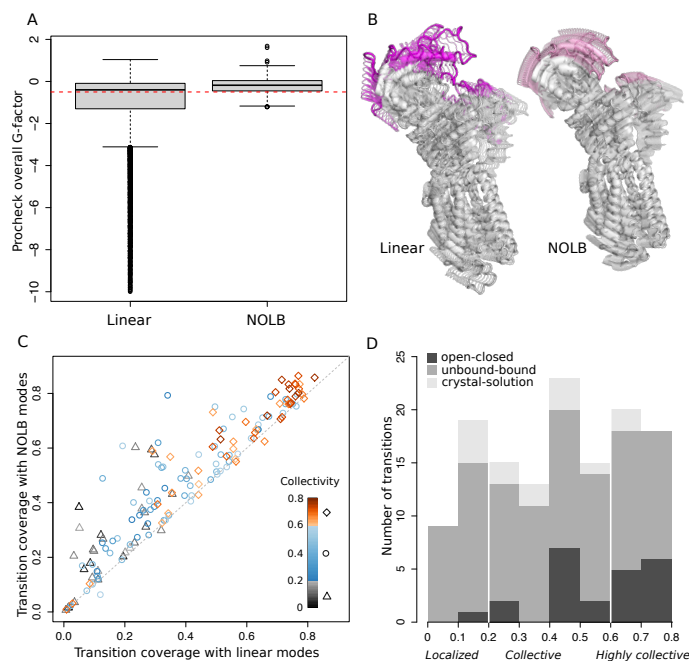 A
Procheck overall G-factor
2
0
−2
−4
−6
−8
−10
Linear
NOLB
B
Linear
NOLB
C
Transition coverage with NOLB modes
0.8
0.6
0.4
0.2
0.0
0.0 0.2 0.4 0.6 0.8
Transition coverage with linear modes
Collectivity
0.8
0.6
0.4
0.2
0
D
open-closed
unbound-bound
crystal-solution
Number of transitions
25
20
15
10
5
0
0 0.1 0.2 0.3 0.4 0.5 0.6 0.7 0.8
Localized Collective Highly collective